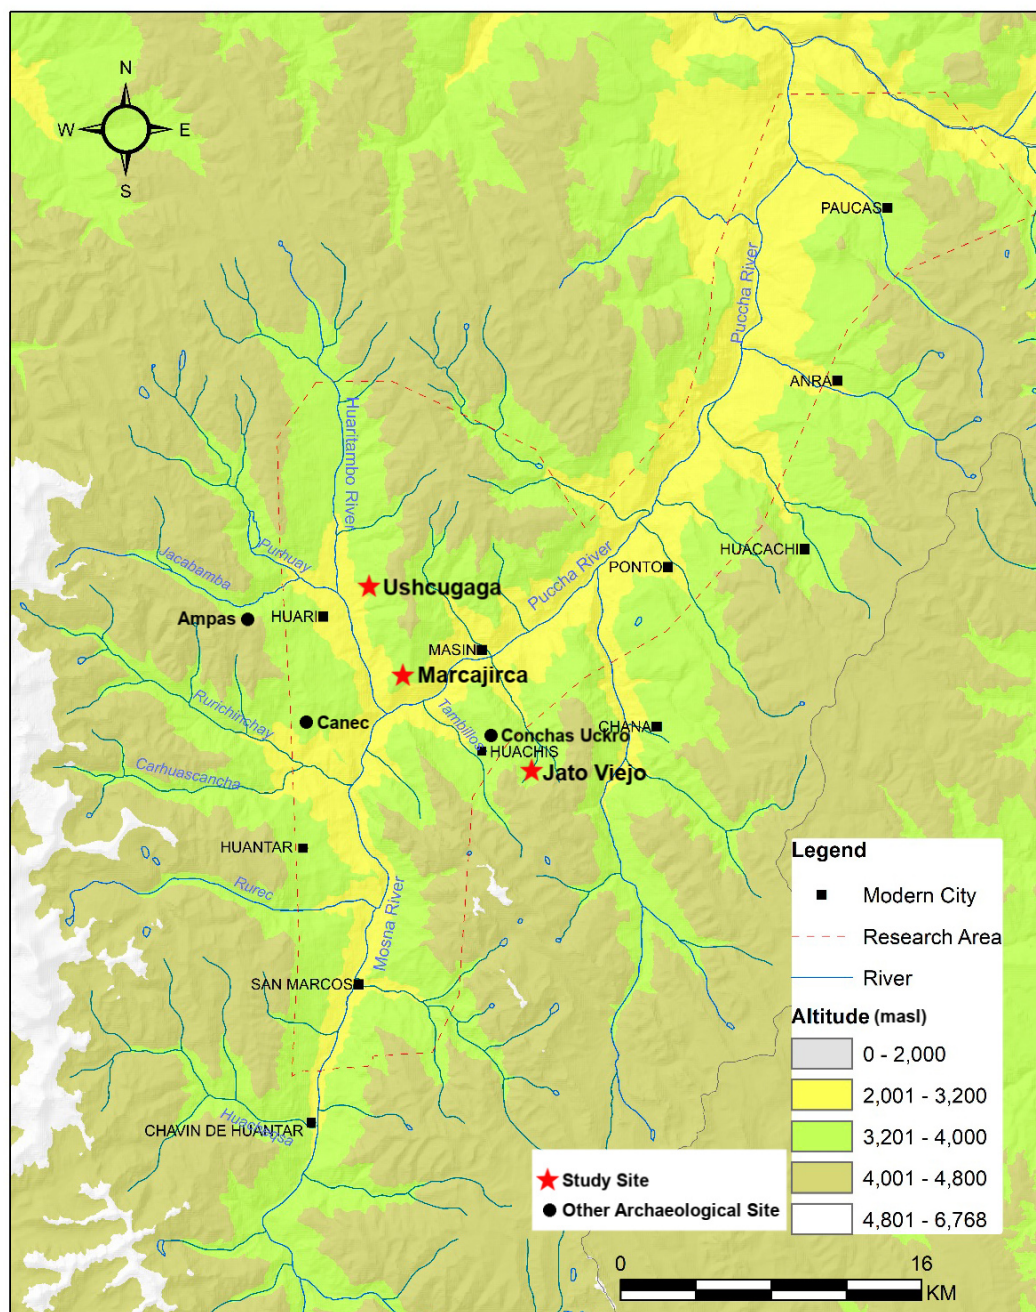 N
W
E
S
PAUCAS
Puccha River
ANRA
Huaritambo River
HUACACHI
Purhuay
Jacabamba
PONTO
Puccha River
Ushcugaga
Ampas
HUARI
MASIN
Marcajirca
Tambillos
Rurichinchay
Canec
CHANA
Conchas Uckro
HUACHIS
Carhuascancha
Jato Viejo
HUANTAR
Rurec
Mosna River
SAN MARCOS
Huacheqsa
CHAVIN DE HUANTAR
Legend
Modern City
Research Area
River
Altitude (masl)
0 - 2,000
2,001 - 3,200
3,201 - 4,000
4,001 - 4,800
4,801 - 6,768
Study Site
Other Archaeological Site
0 16
KM